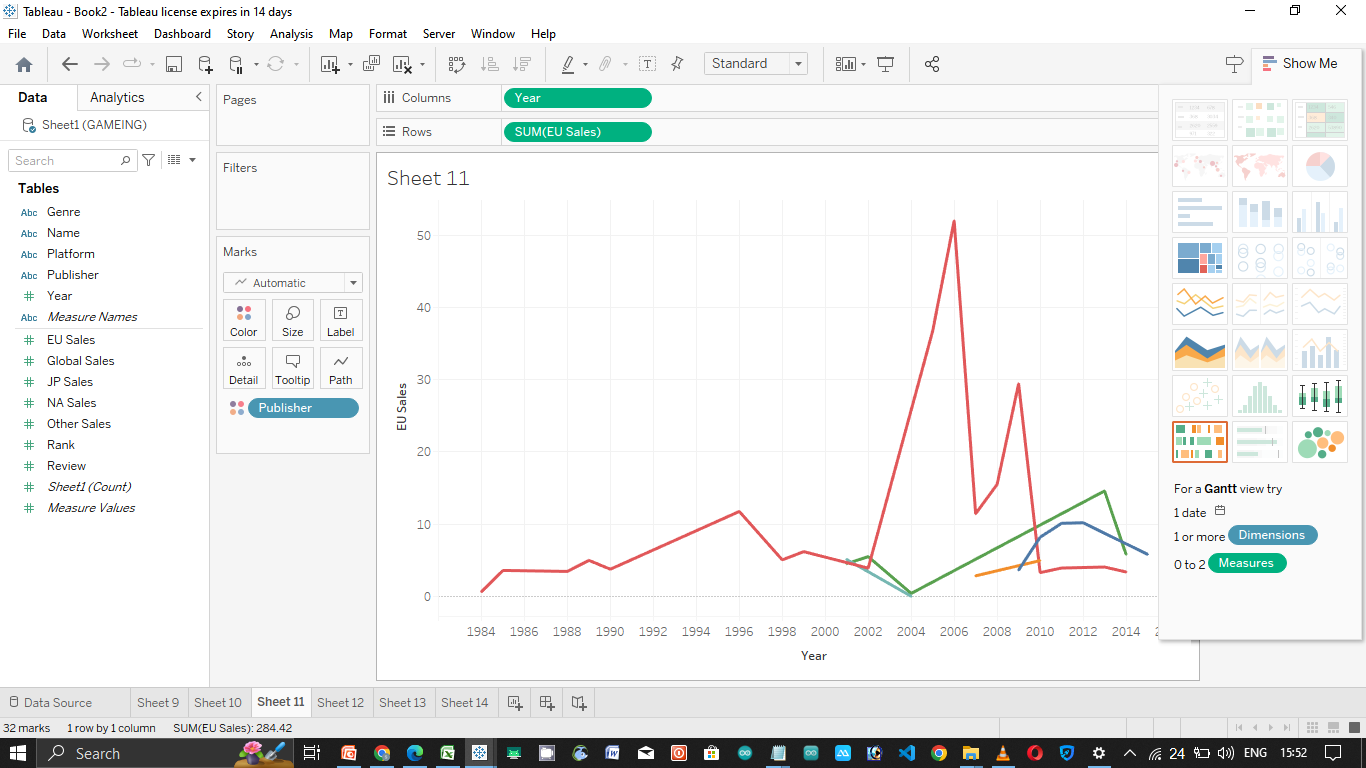 Tableau - Book2 - Tableau license expires in 14 days
File Data Worksheet Dashboard Story Analysis Map Format Server Window Help
Standard
Show Me
Data Analytics
Sheet1 (GAMEING)
Search
Tables
Abc Genre
Abc Name
Abc Platform
Abc Publisher
# Year
Abc Measure Names
# EU Sales
# Global Sales
# JP Sales
# NA Sales
# Other Sales
# Rank
# Review
# Sheet1 (Count)
# Measure Values
Pages
Filters
Marks
Automatic
Color Size Label
Detail Tooltip Path
Publisher
Columns Year
Rows SUM(EU Sales)
Sheet 11
50
40
30
20
10
0
EU Sales
1984 1986 1988 1990 1992 1994 1996 1998 2000 2002 2004 2006 2008 2010 2012 2014
Year
For a Gantt view try
1 date
1 or more Dimensions
0 to 2 Measures
Data Source Sheet 9 Sheet 10 Sheet 11 Sheet 12 Sheet 13 Sheet 14
32 marks 1 row by 1 column SUM(EU Sales): 284.42
Search
24 ENG 15:52